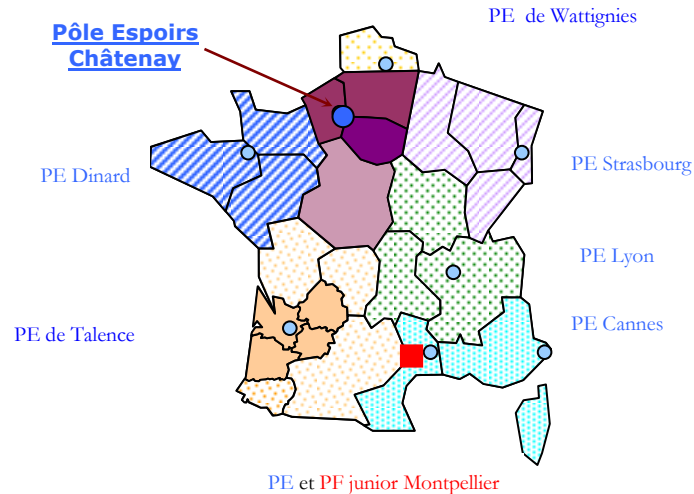 PE de Wattignies
Pôle Espoirs
Châtenay
PE Dinard
PE Strasbourg
PE Lyon
PE de Talence
PE Cannes
PE et PF junior Montpellier